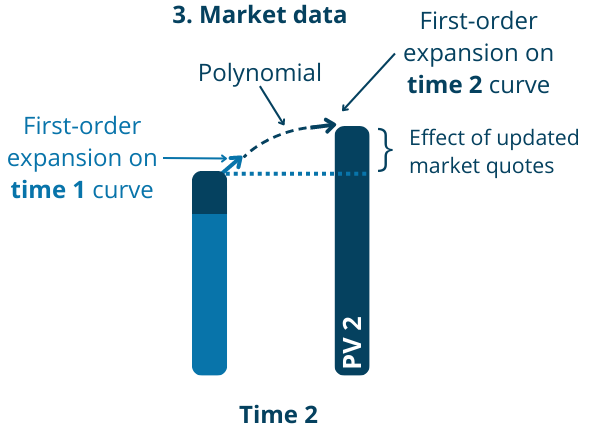 3. Market data
First-order
expansion on
time 2 curve
Polynomial
First-order
expansion on
time 1 curve
Effect of updated
market quotes
PV 2
Time 2